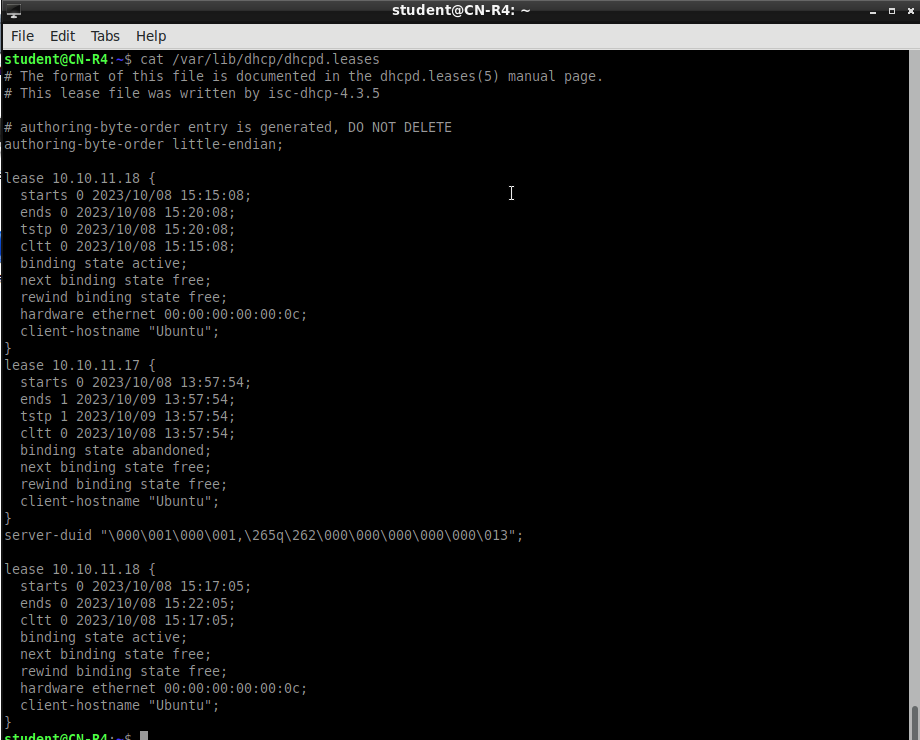 student@CN-R4: ~
File Edit Tabs Help
student@CN-R4:~$ cat /var/lib/dhcp/dhcpd.leases
# The format of this file is documented in the dhcpd.leases(5) manual page.
# This lease file was written by isc-dhcp-4.3.5

# authoring-byte-order entry is generated, DO NOT DELETE
authoring-byte-order little-endian;

lease 10.10.11.18 {
  starts 0 2023/10/08 15:15:08;
  ends 0 2023/10/08 15:20:08;
  tstp 0 2023/10/08 15:20:08;
  cltt 0 2023/10/08 15:15:08;
  binding state active;
  next binding state free;
  rewind binding state free;
  hardware ethernet 00:00:00:00:00:0c;
  client-hostname "Ubuntu";
}
lease 10.10.11.17 {
  starts 0 2023/10/08 13:57:54;
  ends 1 2023/10/09 13:57:54;
  tstp 1 2023/10/09 13:57:54;
  cltt 0 2023/10/08 13:57:54;
  binding state abandoned;
  next binding state free;
  rewind binding state free;
  client-hostname "Ubuntu";
}
server-duid "\000\001\000\001,\265q\262\000\000\000\000\000\013";

lease 10.10.11.18 {
  starts 0 2023/10/08 15:17:05;
  ends 0 2023/10/08 15:22:05;
  cltt 0 2023/10/08 15:17:05;
  binding state active;
  next binding state free;
  rewind binding state free;
  hardware ethernet 00:00:00:00:00:0c;
  client-hostname "Ubuntu";
}
student@CN-R4:~$